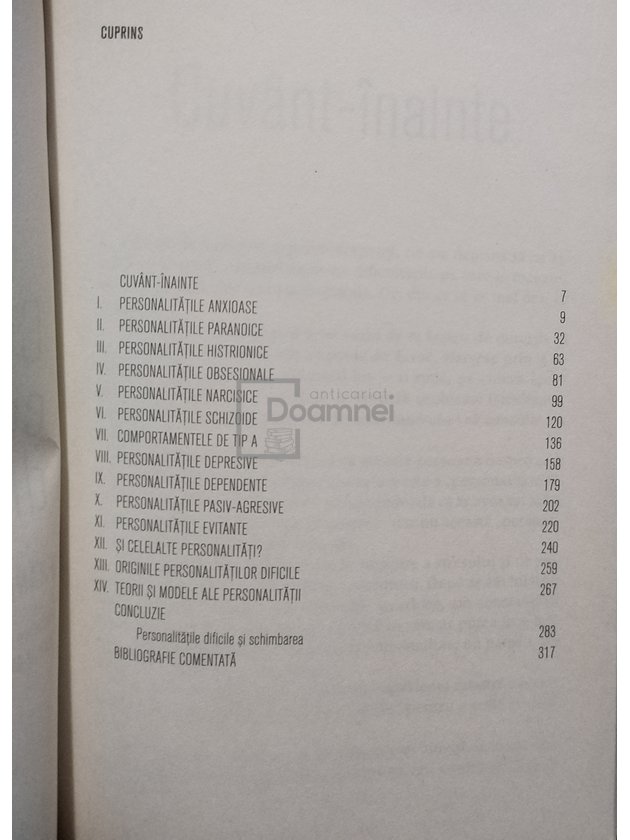 CUPRINS
Cuvânt-înainte
CUVÂNT-ÎNAINTE 7
I. PERSONALITĂȚILE ANXIOASE 9
II. PERSONALITĂȚILE PARANOICE 32
III. PERSONALITĂȚILE HISTRIONICE 63
IV. PERSONALITĂȚILE OBSESIONALE 81
V. PERSONALITĂȚILE NARCISICE 99
VI. PERSONALITĂȚILE SCHIZOIDE 120
VII. COMPORTAMENTELE DE TIP A 136
VIII. PERSONALITĂȚILE DEPRESIVE 158
IX. PERSONALITĂȚILE DEPENDENTE 179
X. PERSONALITĂȚILE PASIV-AGRESIVE 202
XI. PERSONALITĂȚILE EVITANTE 220
XII. ȘI CELELALTE PERSONALITĂȚI? 240
XIII. ORIGINILE PERSONALITĂȚILOR DIFICILE 259
XIV. TEORII ȘI MODELE ALE PERSONALITĂȚII 267
CONCLUZIE
Personalitățile dificile și schimbarea 283
BIBLIOGRAFIE COMENTATĂ 317
anticariat
Doamnei